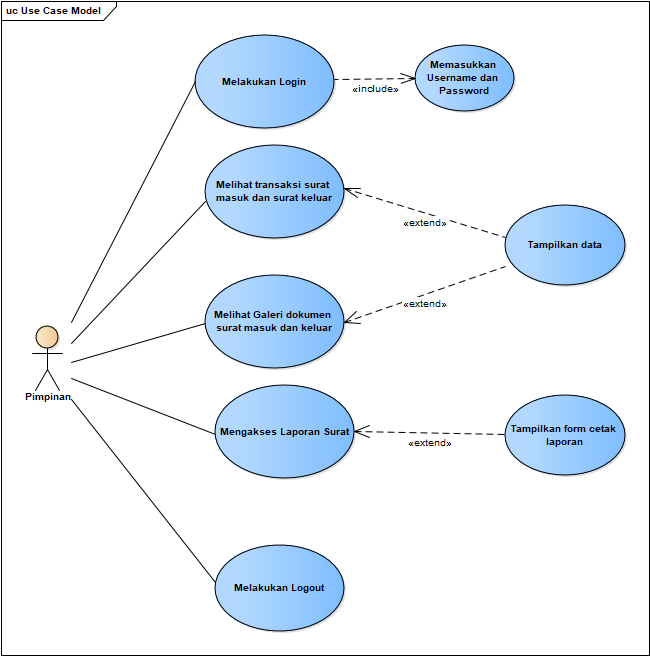 uc Use Case Model
Melakukan Login
«include»
Memasukkan
Username dan
Password
Melihat transaksi surat
masuk dan surat keluar
«extend»
Tampilkan data
«extend»
Melihat Galeri dokumen
surat masuk dan keluar
Pimpinan
Mengakses Laporan Surat
«extend»
Tampilkan form cetak
laporan
Melakukan Logout